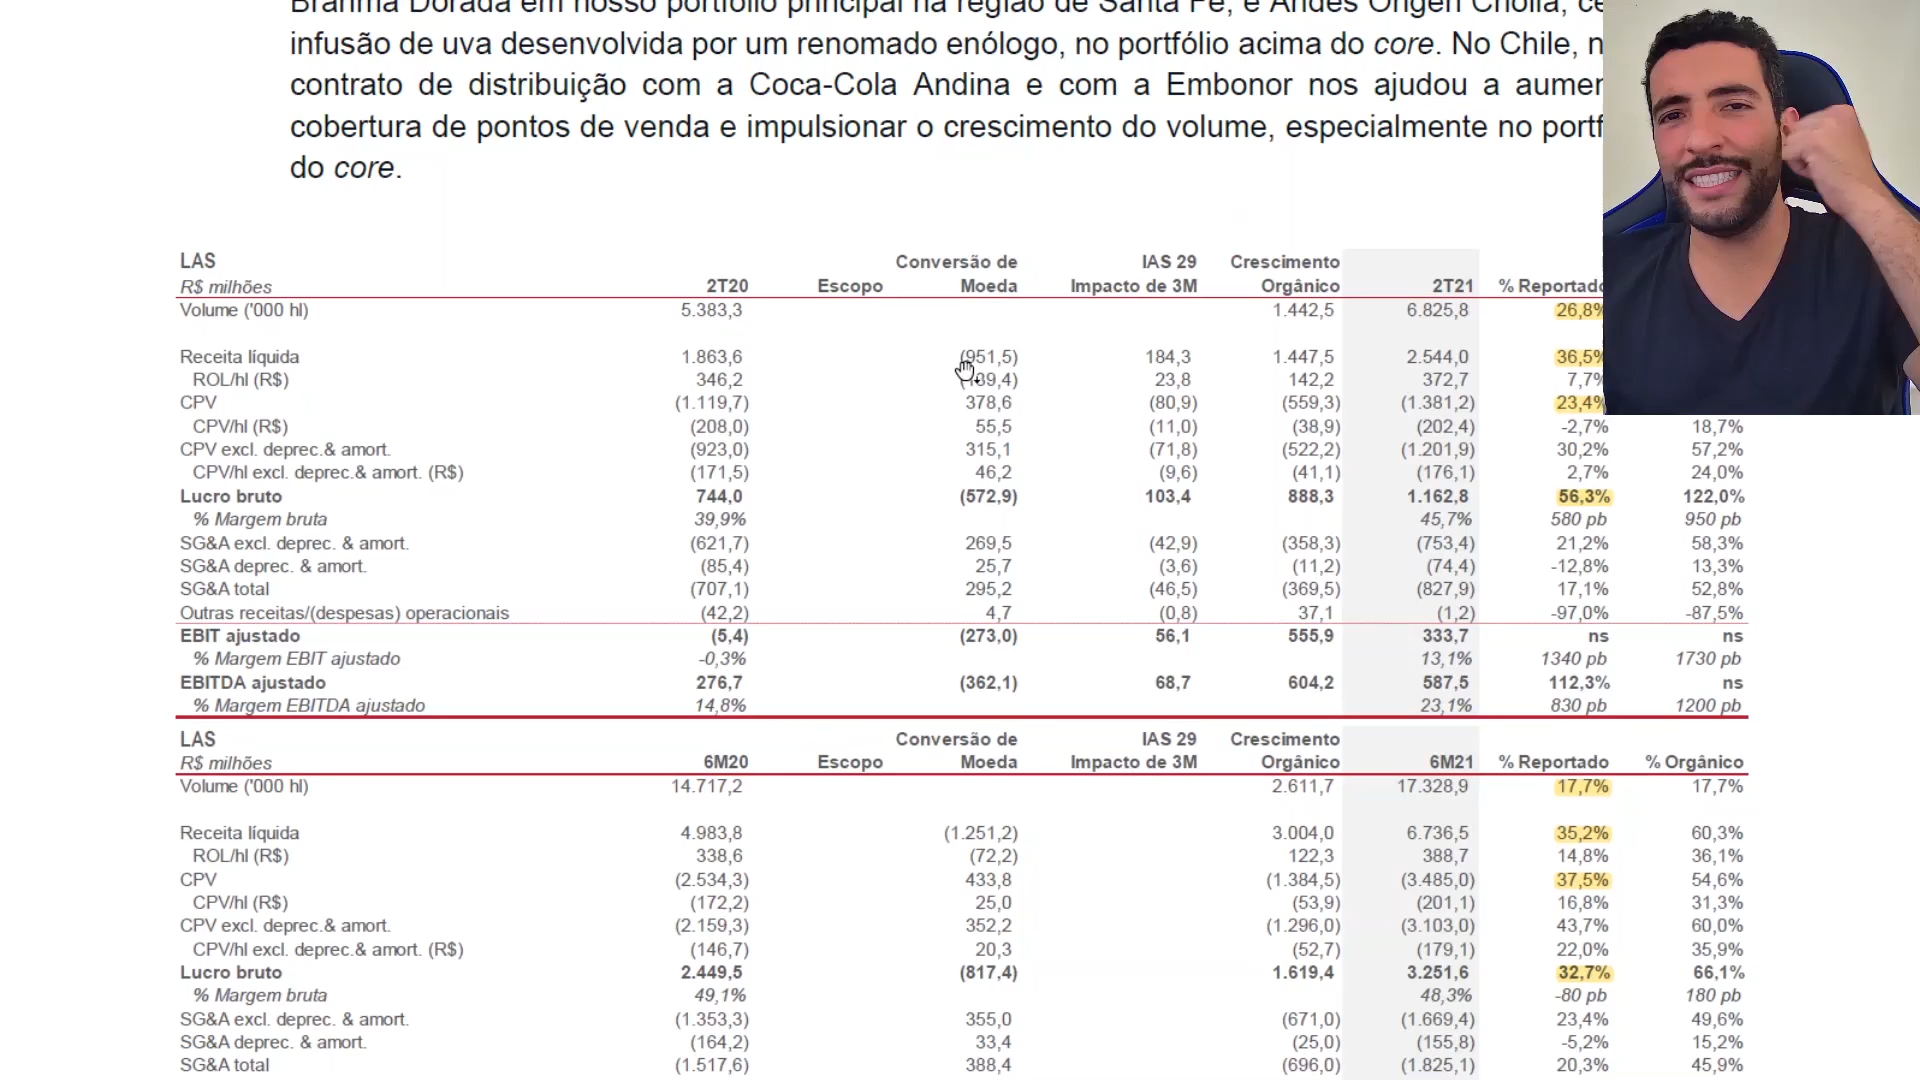 Brahma Dorada em nosso portfólio principal na região de Santa Fé, e Andes Origen Criolla,
infusão de uva desenvolvida por um renomado enólogo, no portfólio acima do core. No Chile, n
contrato de distribuição com a Coca-Cola Andina e com a Embonor nos ajudou a aumen
cobertura de pontos de venda e impulsionar o crescimento do volume, especialmente no portf
do core.
LAS Conversão de IAS 29 Crescimento
R$ milhões 2T20 Escopo Moeda Impacto de 3M Orgânico 2T21 % Reportado
Volume ('000 hl) 5.383,3 1.442,5 6.825,8 26,8%
Receita líquida 1.863,6 (951,5) 184,3 1.447,5 2.544,0 36,5%
ROL/hl (R$) 346,2 39,4) 23,8 142,2 372,7 7,7%
CPV (1.119,7) 378,6 (80,9) (559,3) (1.381,2) 23,4%
CPV/hl (R$) (208,0) 55,5 (11,0) (38,9) (202,4) -2,7% 18,7%
CPV excl. deprec.& amort. (923,0) 315,1 (71,8) (522,2) (1.201,9) 30,2% 57,2%
CPV/hl excl. deprec.& amort. (R$) (171,5) 46,2 (9,6) (41,1) (176,1) 2,7% 24,0%
Lucro bruto 744,0 (572,9) 103,4 888,3 1.162,8 56,3% 122,0%
% Margem bruta 39,9% 45,7% 580 pb 950 pb
SG&A excl. deprec. & amort. (621,7) 269,5 (42,9) (358,3) (753,4) 21,2% 58,3%
SG&A deprec. & amort. (85,4) 25,7 (3,6) (11,2) (74,4) -12,8% 13,3%
SG&A total (707,1) 295,2 (46,5) (369,5) (827,9) 17,1% 52,8%
Outras receitas/(despesas) operacionais (42,2) 4,7 (0,8) 37,1 (1,2) -97,0% -87,5%
EBIT ajustado (5,4) (273,0) 56,1 555,9 333,7 ns ns
% Margem EBIT ajustado -0,3% 13,1% 1340 pb 1730 pb
EBITDA ajustado 276,7 (362,1) 68,7 604,2 587,5 112,3% ns
% Margem EBITDA ajustado 14,8% 23,1% 830 pb 1200 pb
LAS Conversão de IAS 29 Crescimento
R$ milhões 6M20 Escopo Moeda Impacto de 3M Orgânico 6M21 % Reportado % Orgânico
Volume ('000 hl) 14.717,2 2.611,7 17.328,9 17,7% 17,7%
Receita líquida 4.983,8 (1.251,2) 3.004,0 6.736,5 35,2% 60,3%
ROL/hl (R$) 338,6 (72,2) 122,3 388,7 14,8% 36,1%
CPV (2.534,3) 433,8 (1.384,5) (3.485,0) 37,5% 54,6%
CPV/hl (R$) (172,2) 25,0 (53,9) (201,1) 16,8% 31,3%
CPV excl. deprec.& amort. (2.159,3) 352,2 (1.296,0) (3.103,0) 43,7% 60,0%
CPV/hl excl. deprec.& amort. (R$) (146,7) 20,3 (52,7) (179,1) 22,0% 35,9%
Lucro bruto 2.449,5 (817,4) 1.619,4 3.251,6 32,7% 66,1%
% Margem bruta 49,1% 48,3% -80 pb 180 pb
SG&A excl. deprec. & amort. (1.353,3) 355,0 (671,0) (1.669,4) 23,4% 49,6%
SG&A deprec. & amort. (164,2) 33,4 (25,0) (155,8) -5,2% 15,2%
SG&A total (1.517,6) 388,4 (696,0) (1.825,1) 20,3% 45,9%